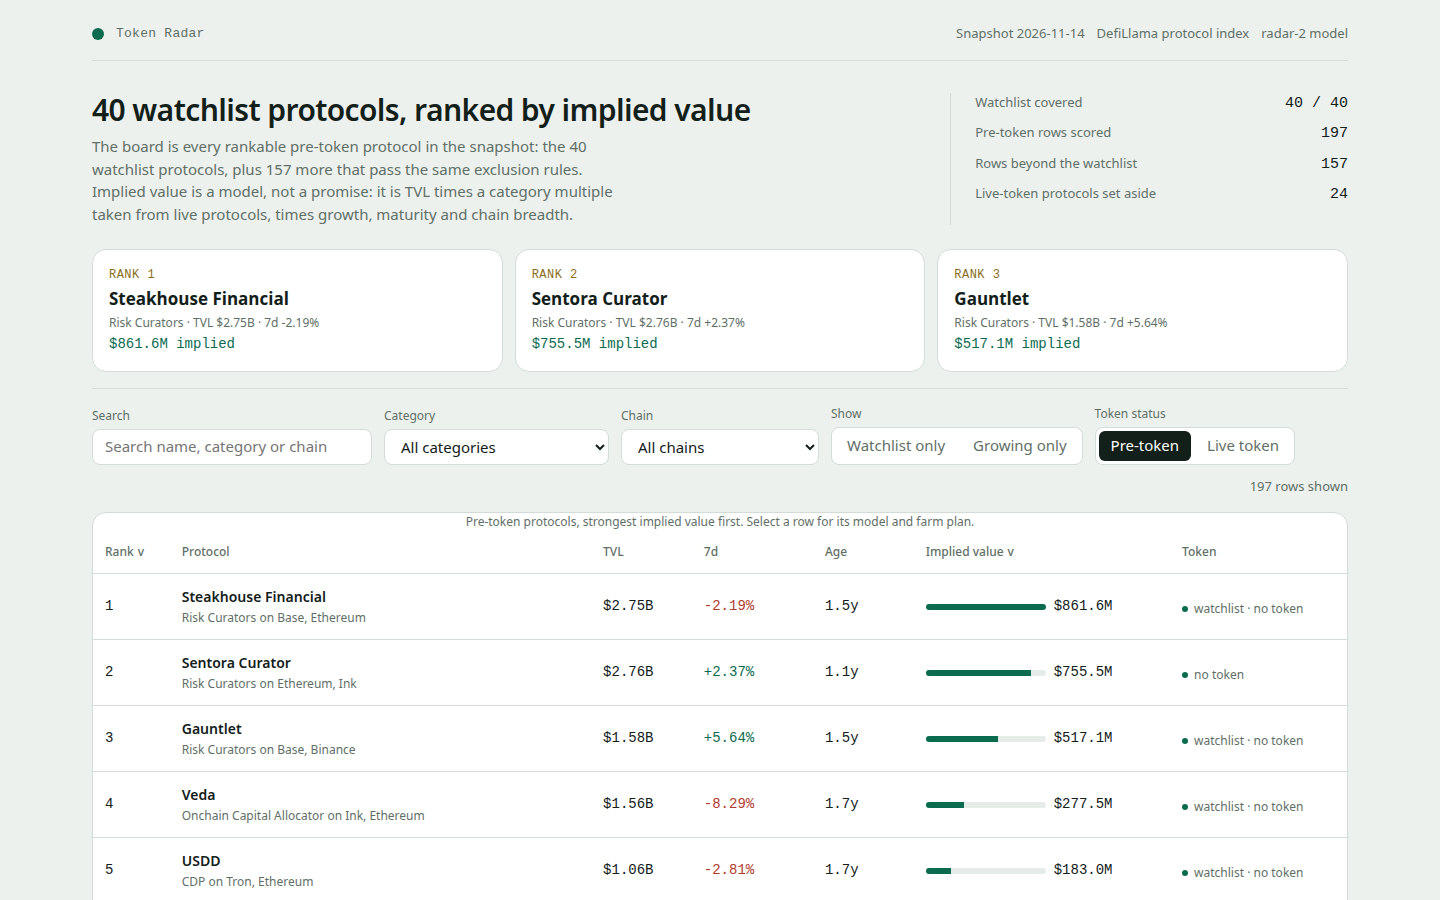 Token Radar
Snapshot 2026-11-14 DefiLlama protocol index radar-2 model
40 watchlist protocols, ranked by implied value
The board is every rankable pre-token protocol in the snapshot: the 40
watchlist protocols, plus 157 more that pass the same exclusion rules.
Implied value is a model, not a promise: it is TVL times a category multiple
taken from live protocols, times growth, maturity and chain breadth.
Watchlist covered 40 / 40
Pre-token rows scored 197
Rows beyond the watchlist 157
Live-token protocols set aside 24
RANK 1
Steakhouse Financial
Risk Curators · TVL $2.75B · 7d -2.19%
$861.6M implied
RANK 2
Sentora Curator
Risk Curators · TVL $2.76B · 7d +2.37%
$755.5M implied
RANK 3
Gauntlet
Risk Curators · TVL $1.58B · 7d +5.64%
$517.1M implied
Search
Search name, category or chain
Category
All categories
Chain
All chains
Show
Watchlist only Growing only
Token status
Pre-token Live token
197 rows shown
Pre-token protocols, strongest implied value first. Select a row for its model and farm plan.
Rank v Protocol TVL 7d Age Implied value v Token
1 Steakhouse Financial $2.75B -2.19% 1.5y $861.6M watchlist · no token
Risk Curators on Base, Ethereum
2 Sentora Curator $2.76B +2.37% 1.1y $755.5M no token
Risk Curators on Ethereum, Ink
3 Gauntlet $1.58B +5.64% 1.5y $517.1M watchlist · no token
Risk Curators on Base, Binance
4 Veda $1.56B -8.29% 1.7y $277.5M watchlist · no token
Onchain Capital Allocator on Ink, Ethereum
5 USDD $1.06B -2.81% 1.7y $183.0M watchlist · no token
CDP on Tron, Ethereum